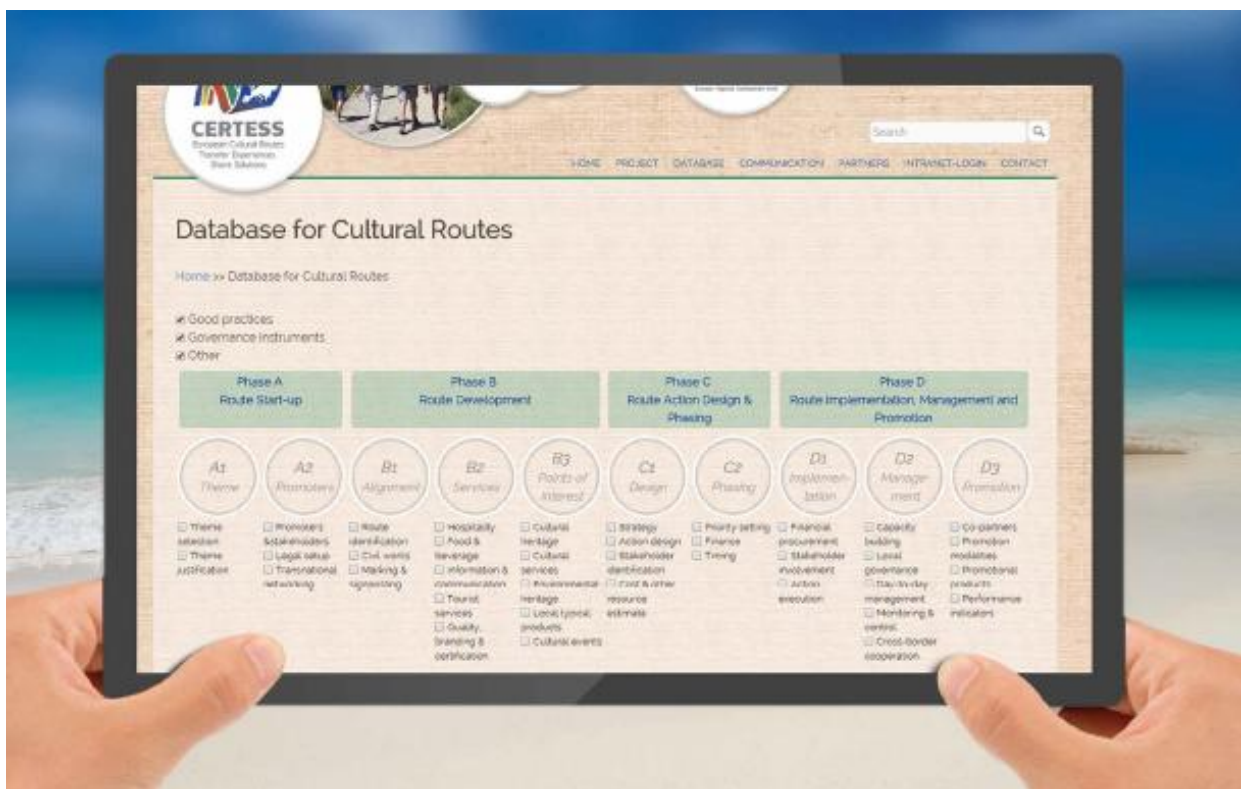 CERTESS
European Cultural Routes
Transfer Experiences
Share Solutions
Search
HOME PROJECT DATABASE COMMUNICATION PARTNERS INTRANET-LOGIN CONTACT
Database for Cultural Routes
Home >> Database for Cultural Routes
Good practices
Governance instruments
Other
Phase A
Route Start-up
Phase B
Route Development
Phase C
Route Action Design &
Phasing
Phase D
Route Implementation, Management and
Promotion
A1
Theme
A2
Promoters
B1
Alignment
B2
Services
B3
Points of
Interest
C1
Design
C2
Phasing
D1
Implemen-
tation
D2
Manage-
ment
D3
Promotion
Theme
selection
Theme
justification
Promoters
&stakeholders
Legal setup
Transnational
networking
Route
identification
Civil works
Marking &
signposting
Hospitality
Food &
beverage
Information &
communication
Tourist
services
Quality,
branding &
certification
Cultural
heritage
Cultural
services
Environmental
heritage
Local typical
products
Cultural events
Strategy
Action design
Stakeholder
identification
Cost & other
resource
estimate
Priority setting
Finance
Timing
Financial
procurement
Stakeholder
involvement
Action
execution
Capacity
building
Local
governance
Day-to-day
management
Monitoring &
control
Cross-border
cooperation
Co-partners
Promotion
modalities
Promotional
products
Performance
indicators